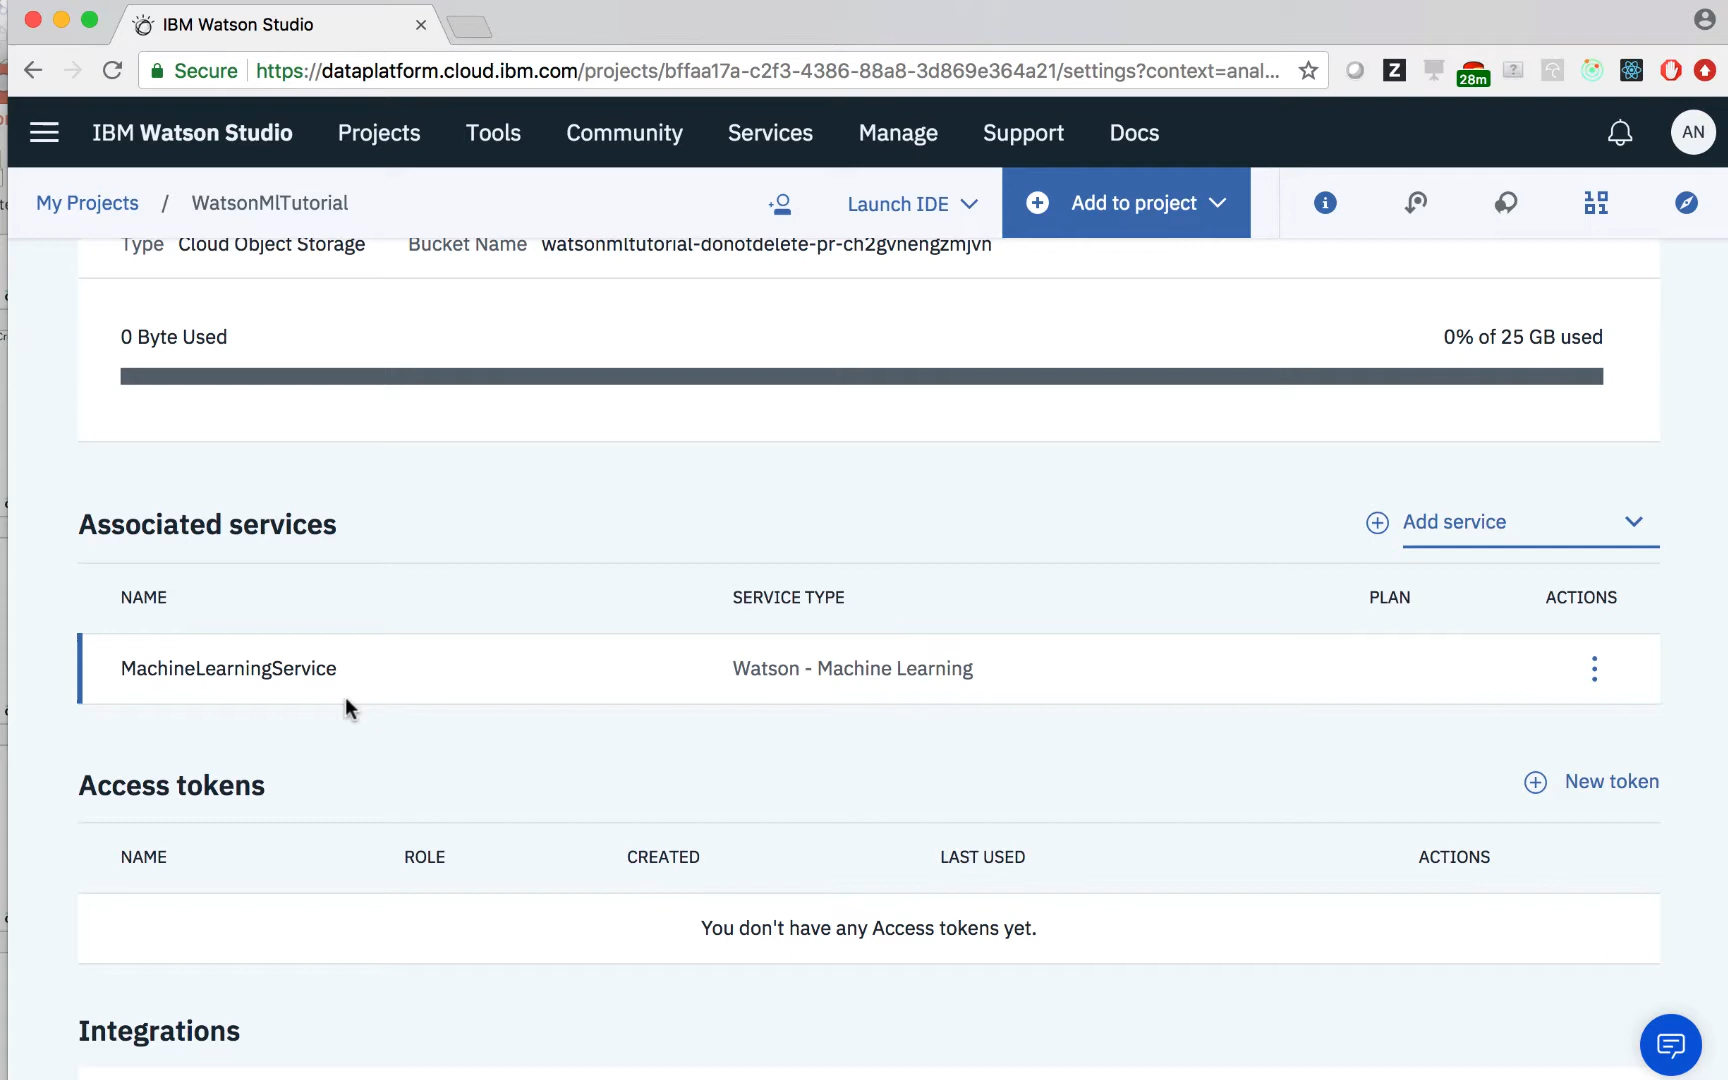 IBM Watson Studio
Secure https://dataplatform.cloud.ibm.com/projects/bffaa17a-c2f3-4386-88a8-3d869e364a21/settings?context=anal...
Z
28m
IBM Watson Studio Projects Tools Community Services Manage Support Docs AN
My Projects / WatsonMlTutorial Launch IDE Add to project
Type Cloud Object Storage Bucket Name watsonmltutorial-donotdelete-pr-ch2gvnengzmjvn
0 Byte Used 0% of 25 GB used
Associated services Add service
NAME SERVICE TYPE PLAN ACTIONS
MachineLearningService Watson - Machine Learning
Access tokens New token
NAME ROLE CREATED LAST USED ACTIONS
You don't have any Access tokens yet.
Integrations